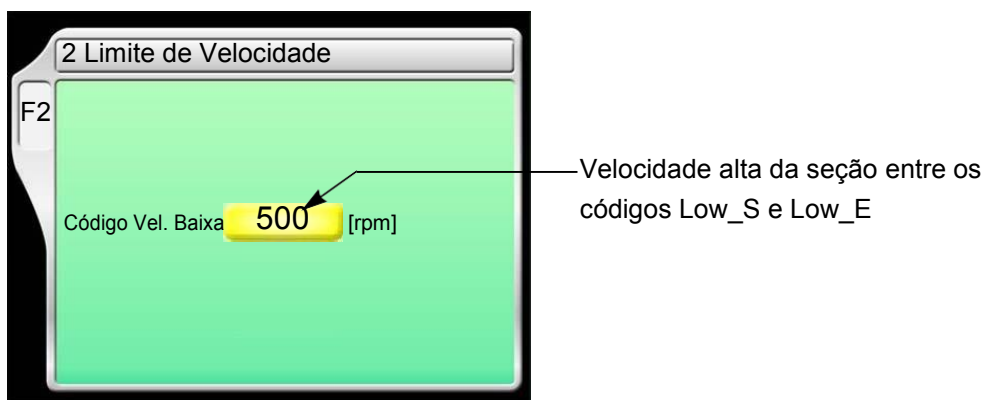 2 Limite de Velocidade
F2
Código Vel. Baixa 500 [rpm]
Velocidade alta da seção entre os
códigos Low_S e Low_E